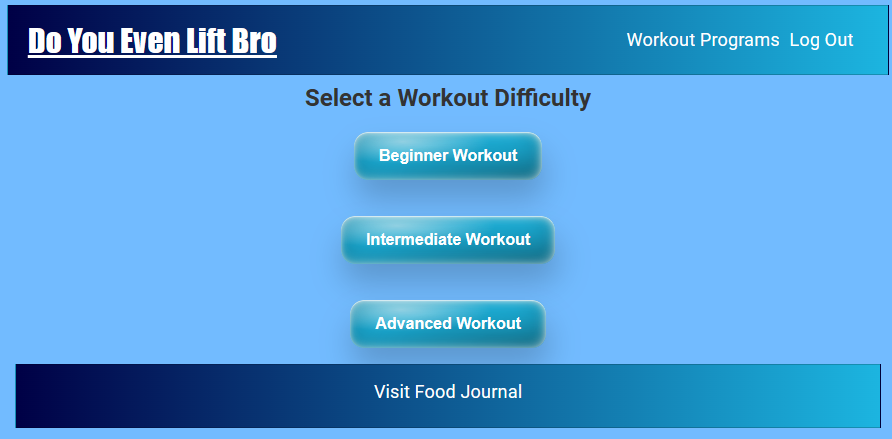 Do You Even Lift Bro
Workout Programs Log Out
Select a Workout Difficulty
Beginner Workout
Intermediate Workout
Advanced Workout
Visit Food Journal